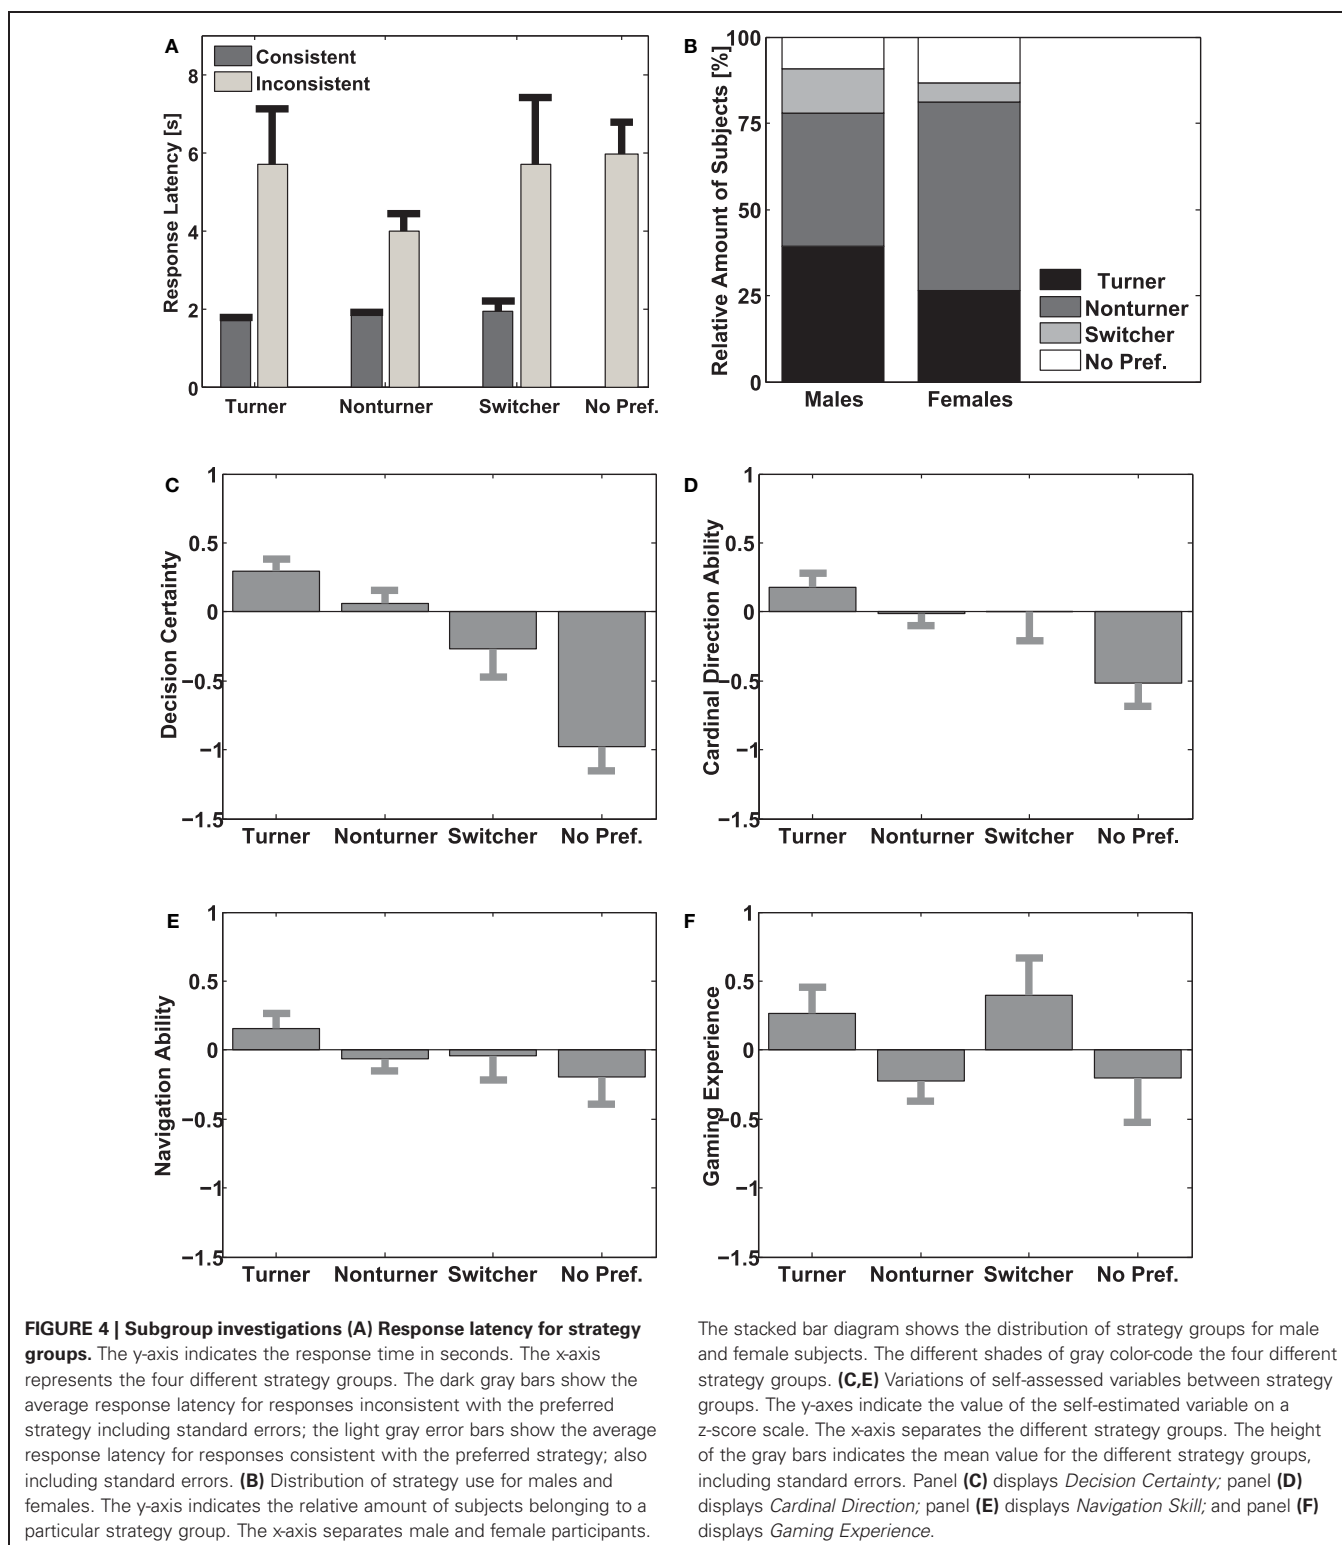 A
Consistent
Inconsistent
Response Latency [s]
8
6
4
2
0
Turner Nonturner Switcher No Pref.
B
Relative Amount of Subjects [%]
100
75
50
25
0
Turner
Nonturner
Switcher
No Pref.
Males Females
C
Decision Certainty
1
0.5
0
−0.5
−1
−1.5
Turner Nonturner Switcher No Pref.
D
Cardinal Direction Ability
1
0.5
0
−0.5
−1
−1.5
Turner Nonturner Switcher No Pref.
E
Navigation Ability
1
0.5
0
−0.5
−1
−1.5
Turner Nonturner Switcher No Pref.
F
Gaming Experience
1
0.5
0
−0.5
−1
−1.5
Turner Nonturner Switcher No Pref.
FIGURE 4 | Subgroup investigations (A) Response latency for strategy
groups. The y-axis indicates the response time in seconds. The x-axis
represents the four different strategy groups. The dark gray bars show the
average response latency for responses inconsistent with the preferred
strategy including standard errors; the light gray error bars show the average
response latency for responses consistent with the preferred strategy; also
including standard errors. (B) Distribution of strategy use for males and
females. The y-axis indicates the relative amount of subjects belonging to a
particular strategy group. The x-axis separates male and female participants.
The stacked bar diagram shows the distribution of strategy groups for male
and female subjects. The different shades of gray color-code the four different
strategy groups. (C,E) Variations of self-assessed variables between strategy
groups. The y-axes indicate the value of the self-estimated variable on a
z-score scale. The x-axis separates the different strategy groups. The height
of the gray bars indicates the mean value for the different strategy groups,
including standard errors. Panel (C) displays Decision Certainty; panel (D)
displays Cardinal Direction; panel (E) displays Navigation Skill; and panel (F)
displays Gaming Experience.